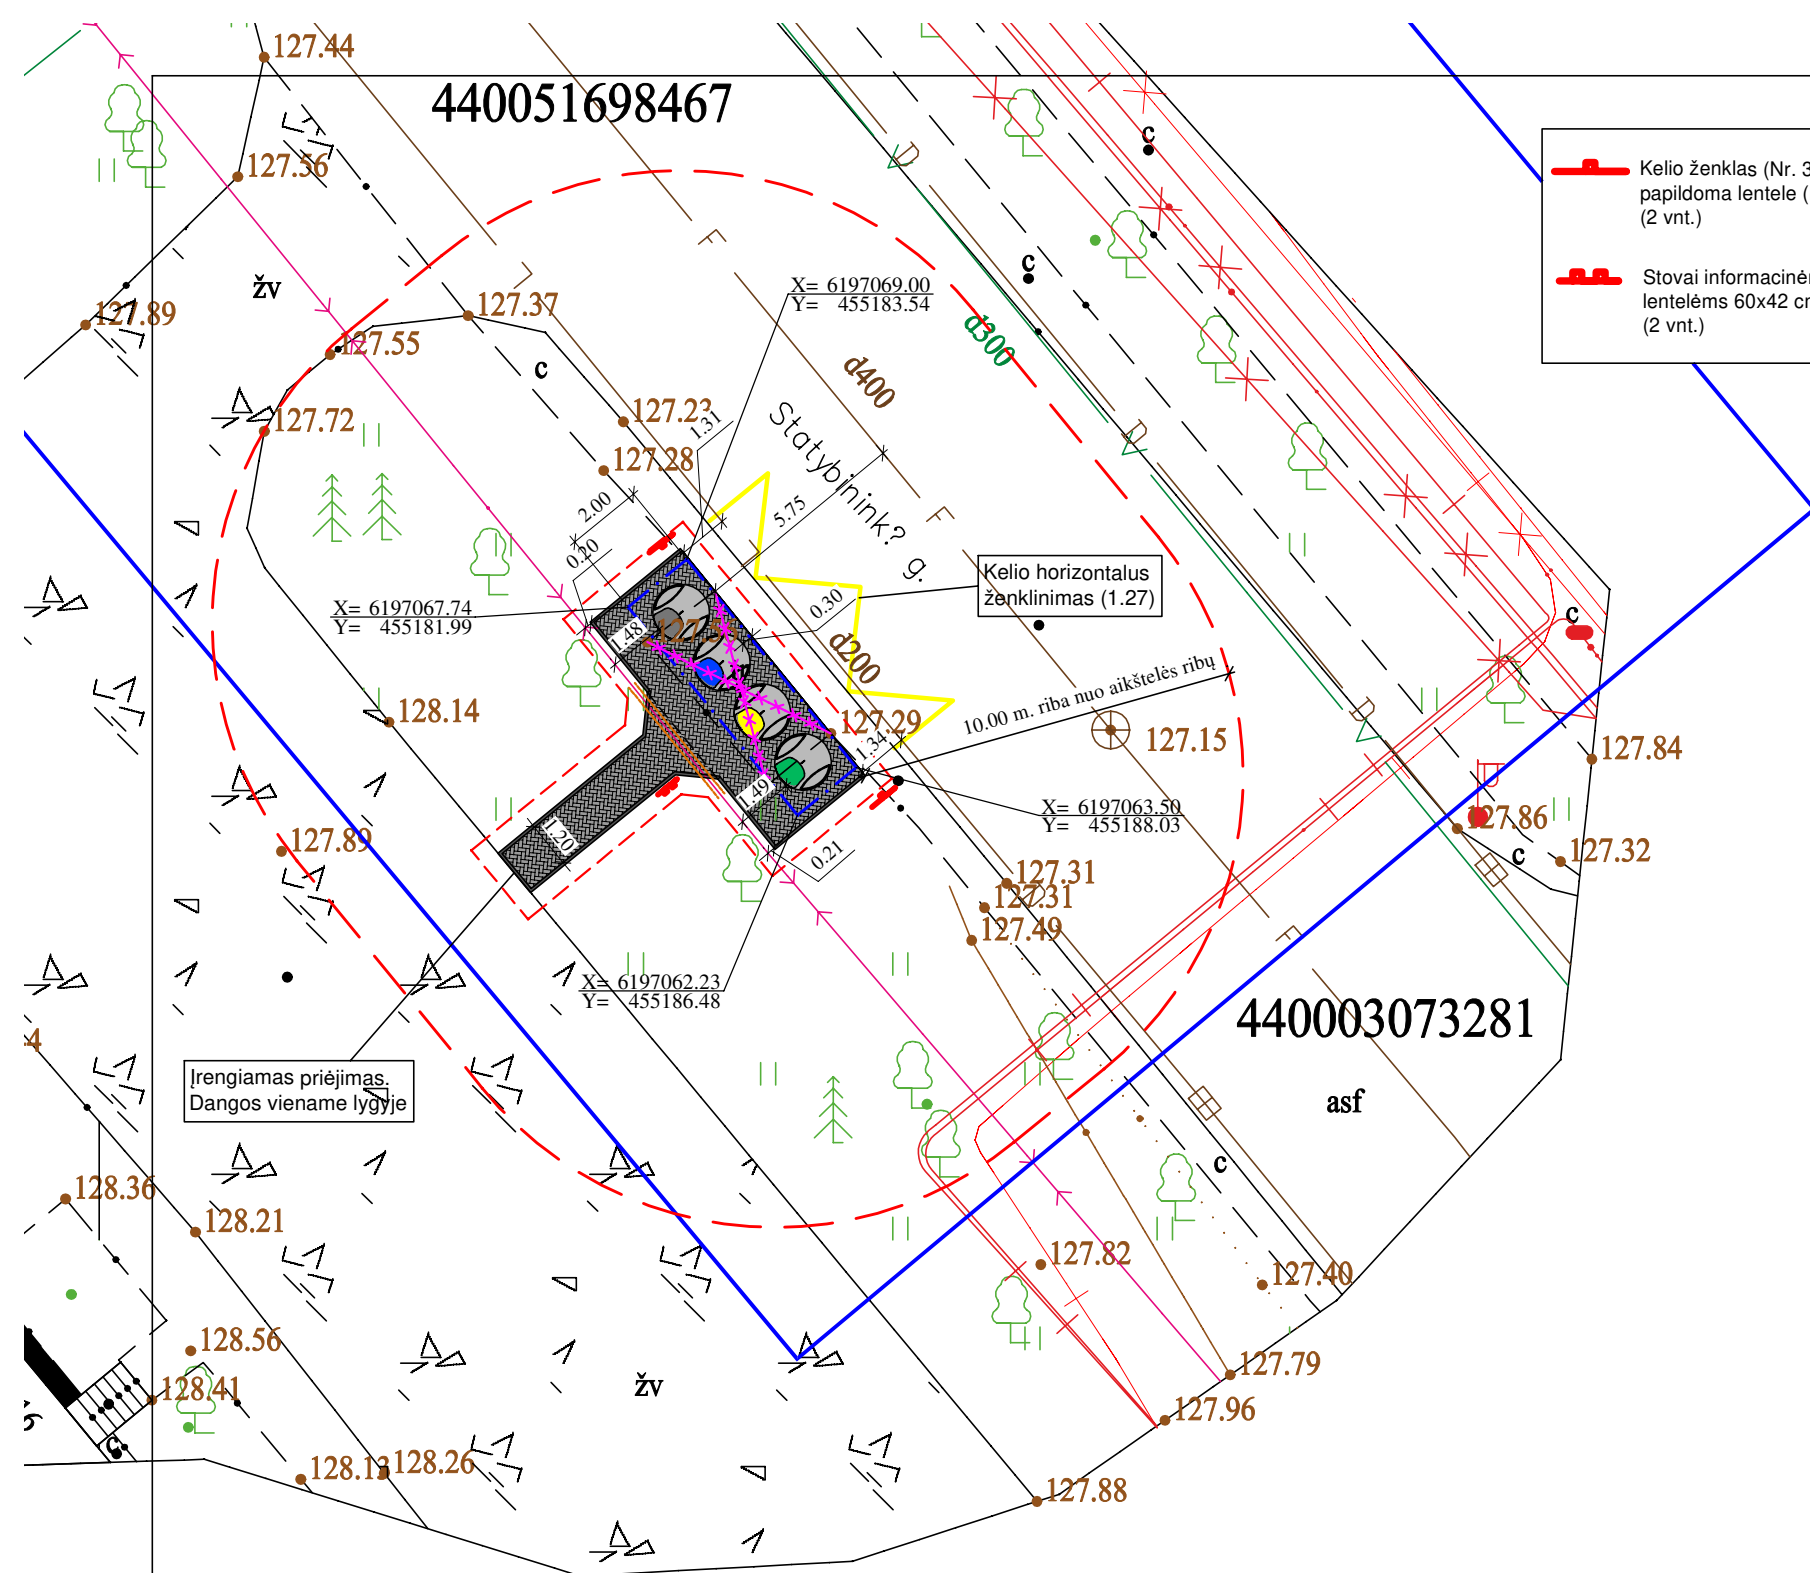 127.44
440051698467
c
127.56
Kelio ženklas (Nr. 3
papildoma lentele (
(2 vnt.)
D
F
c
žv
X= 6197069.00
Y= 455183.54
Stovai informacinėn
lentelėms 60x42 cm
(2 vnt.)
127.89
127.37
127.55
d300
c
d400
127.72
127.23
1.31
Statybinink? g.
D
127.28
2.00
5.75
F
0.20
Kelio horizontalus
ženklinimas (1.27)
X= 6197067.74
Y= 455181.99
0.30
c
1.48
d200
10.00 m. riba nuo aikštelės ribų
128.14
127.29
127.15
D
1.34
127.84
1.49
X= 6197063.50
Y= 455188.03
127.86
1.20
127.89
0.21
c
127.32
127.31
127.31
127.49
F
X= 6197062.23
Y= 455186.48
440003073281
4
Įrengiamas priėjimas.
Dangos viename lygyje
asf
c
128.36
128.21
127.82
127.40
128.56
127.79
žv
128.41
127.96
c
128.13
128.26
127.88